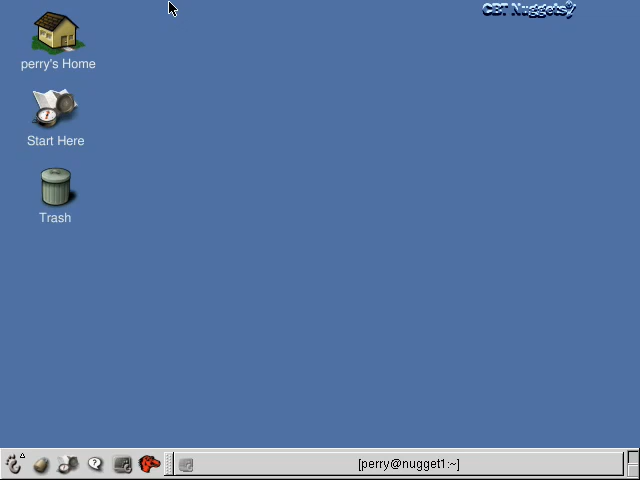 CBT Nuggets
perry's Home
Start Here
Trash
[perry@nugget1:~]